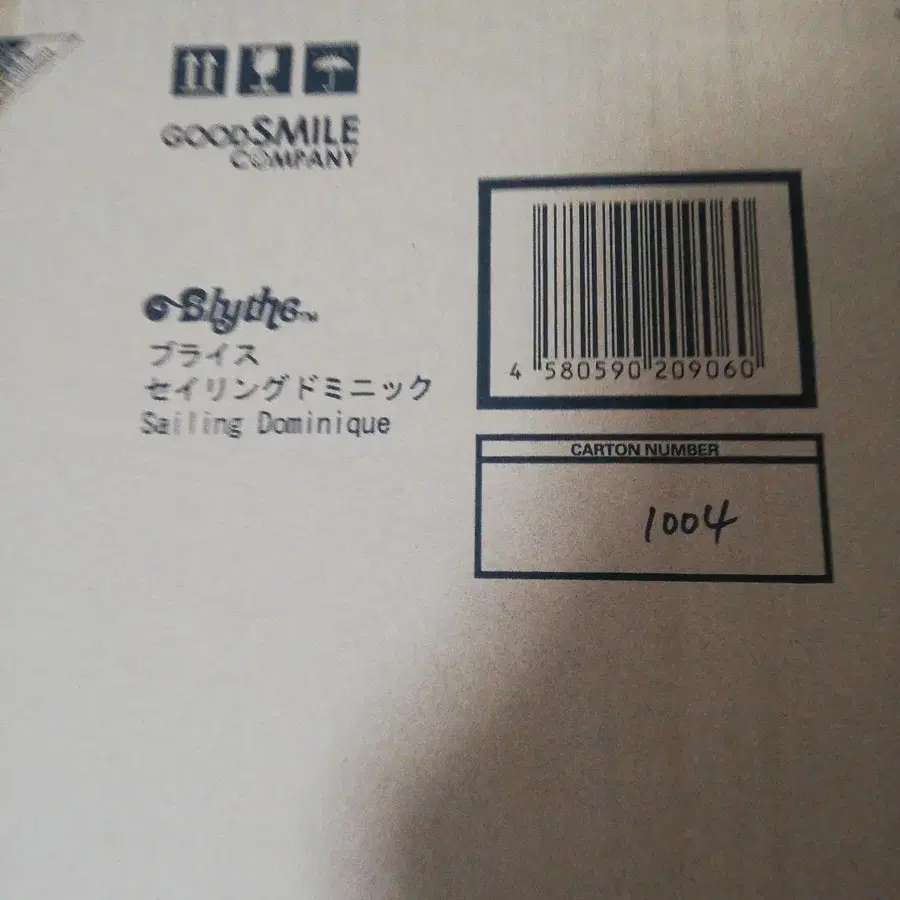 GOODSMILE
COMPANY
Blythe™
ブライス
セイリングドミニック
Sailing Dominique
4 580590 209060
CARTON NUMBER
1004